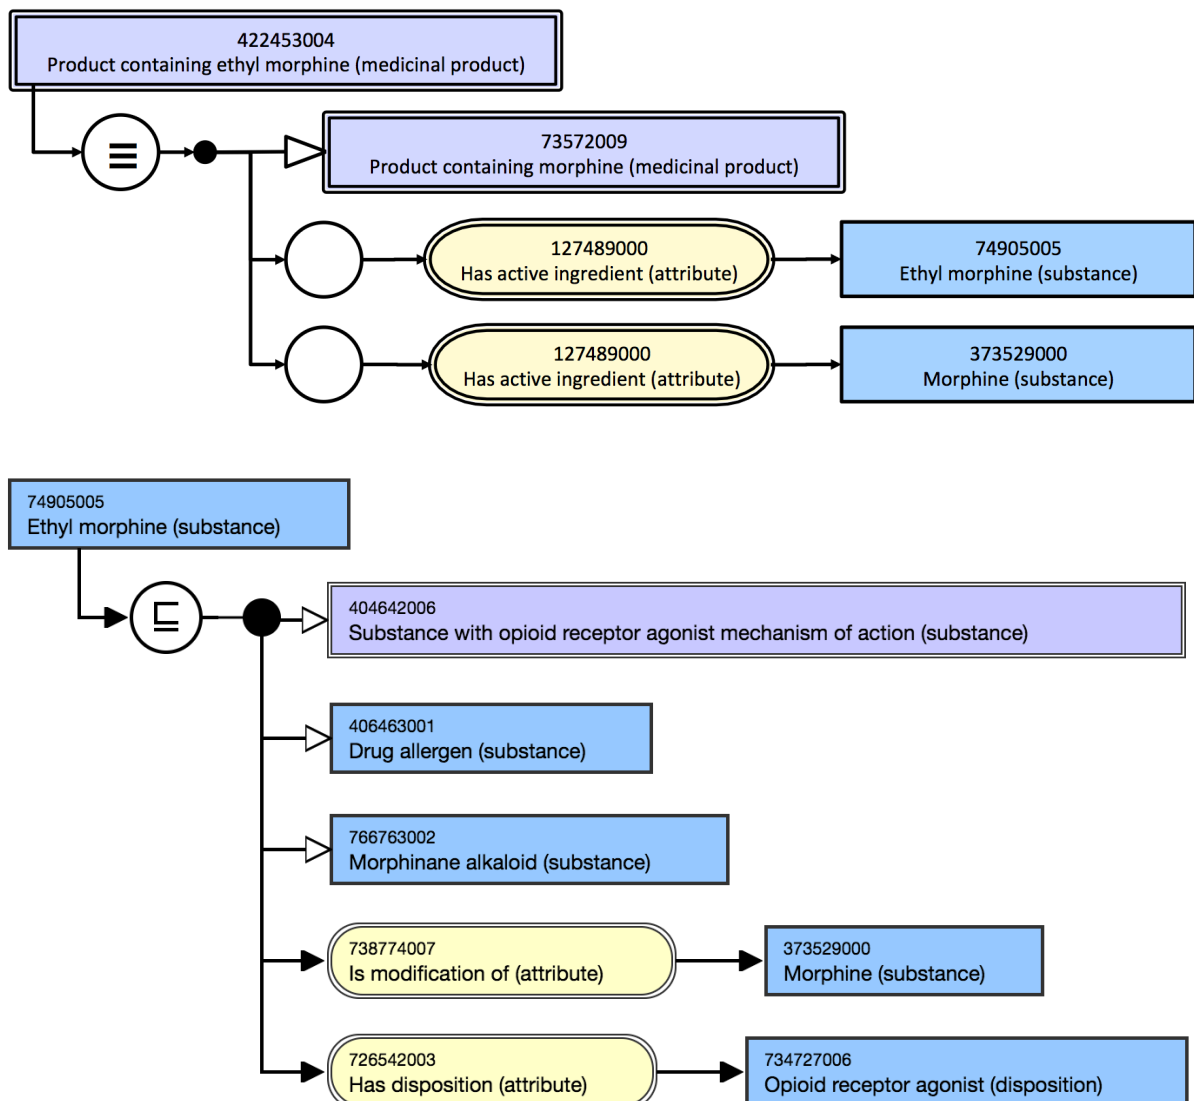 422453004
Product containing ethyl morphine (medicinal product)
≡
73572009
Product containing morphine (medicinal product)
127489000
Has active ingredient (attribute)
74905005
Ethyl morphine (substance)
127489000
Has active ingredient (attribute)
373529000
Morphine (substance)
74905005
Ethyl morphine (substance)
⊑
404642006
Substance with opioid receptor agonist mechanism of action (substance)
406463001
Drug allergen (substance)
766763002
Morphinane alkaloid (substance)
738774007
Is modification of (attribute)
373529000
Morphine (substance)
726542003
Has disposition (attribute)
734727006
Opioid receptor agonist (disposition)